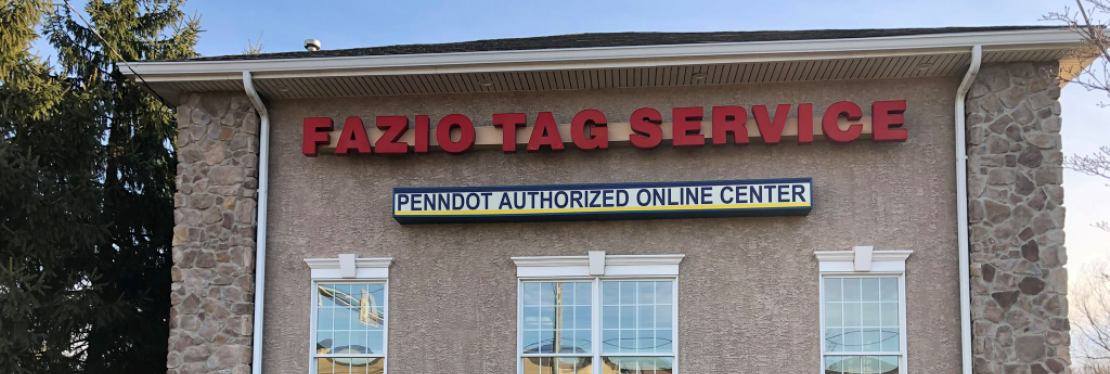 FAZIO TAG SERVICE
PENNDOT AUTHORIZED ONLINE CENTER